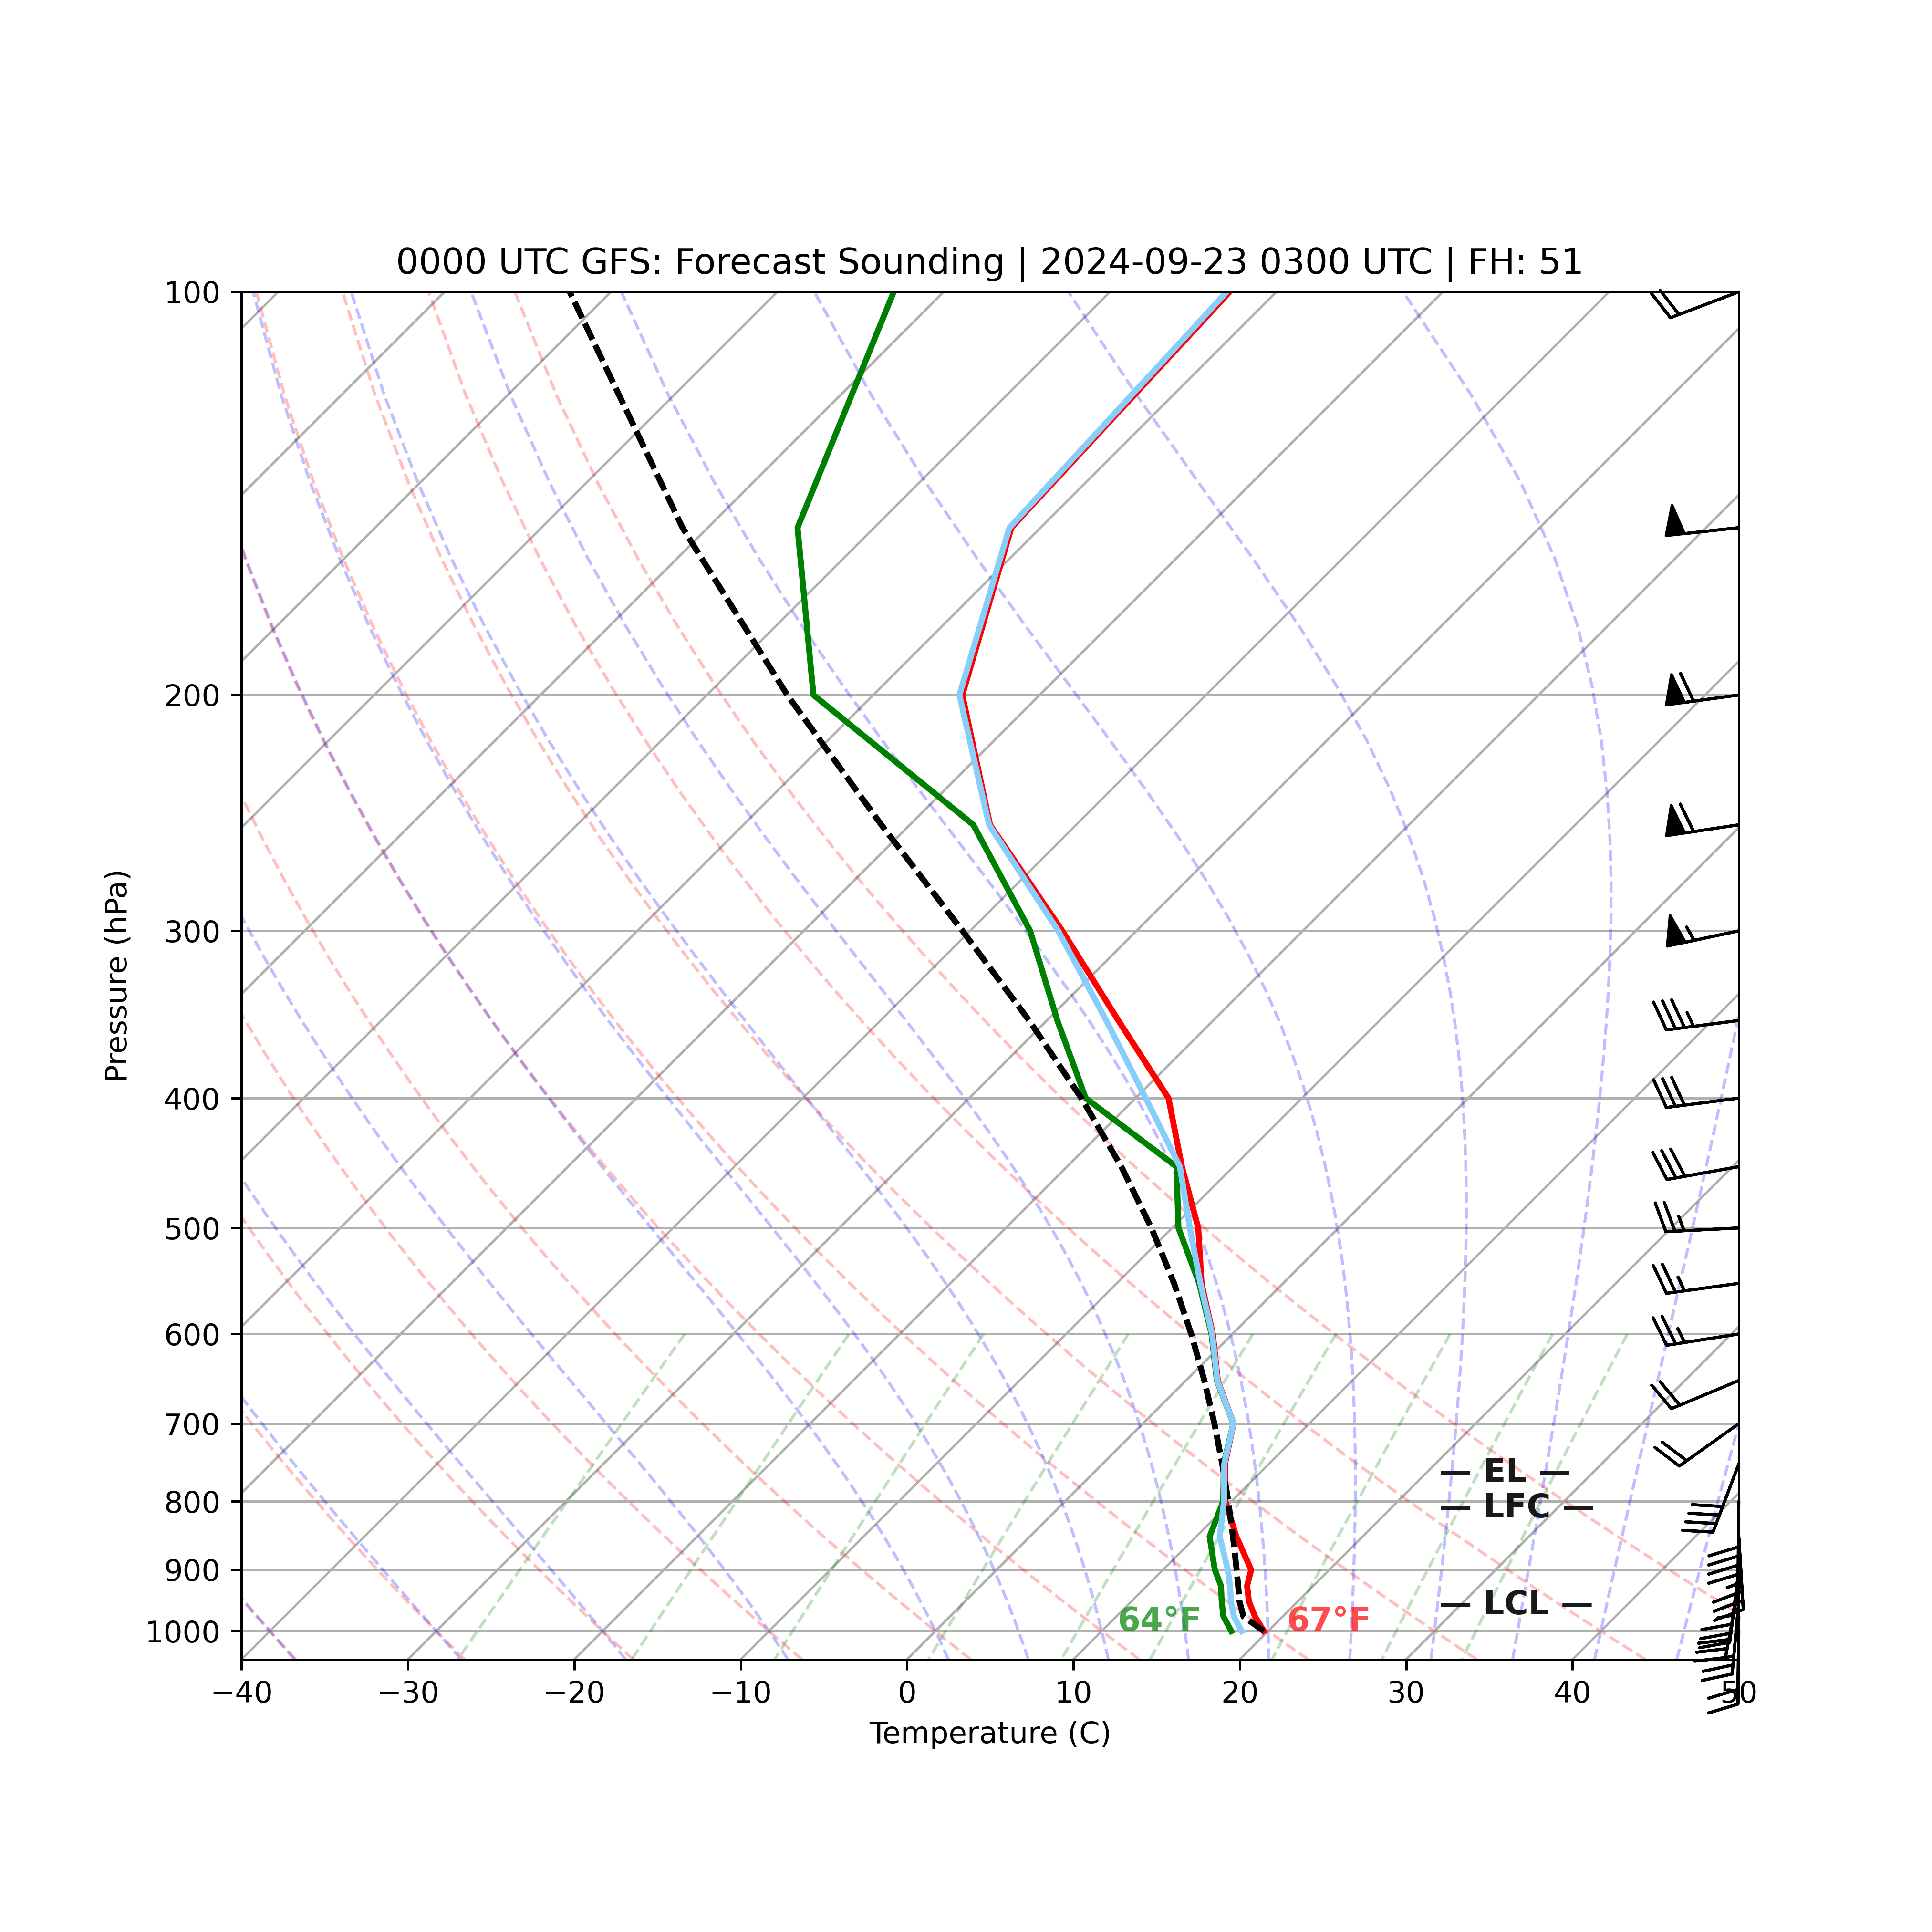 0000 UTC GFS: Forecast Sounding | 2024-09-23 0300 UTC | FH: 51
100
200
300
400
500
600
700
800
900
1000
Pressure (hPa)
— EL —
— LFC —
— LCL —
64°F 67°F
−40 −30 −20 −10 0 10 20 30 40 50
Temperature (C)